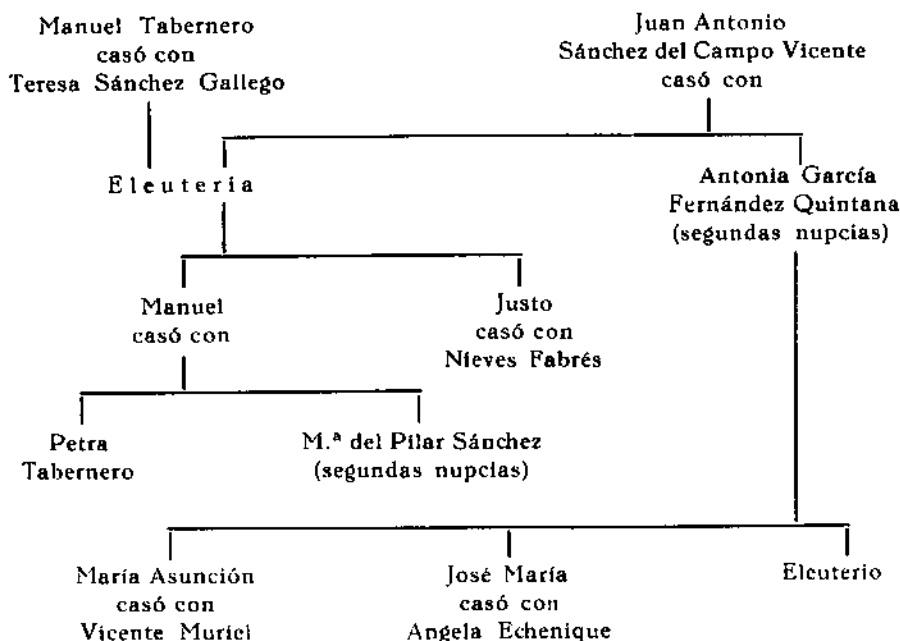 Manuel Tabernero
casó con
Teresa Sánchez Gallego
Juan Antonio
Sánchez del Campo Vicente
casó con
Eleuteria
Antonia García
Fernández Quintana
(segundas nupcias)
Manuel
casó con
Justo
casó con
Nieves Fabrés
Petra
Tabernero
M.ª del Pilar Sánchez
(segundas nupcias)
María Asunción
casó con
Vicente Muriel
José María
casó con
Angela Echenique
Eleuterio